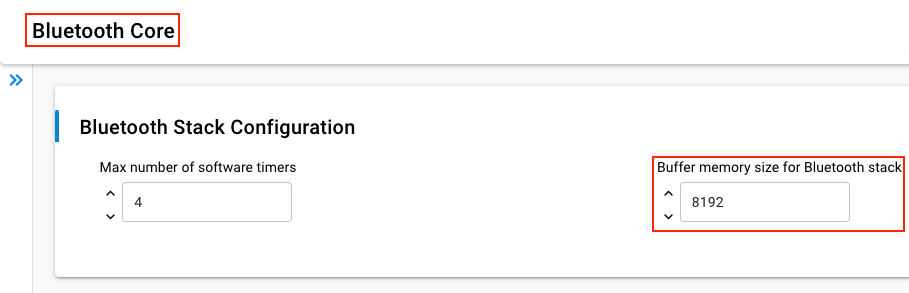 Bluetooth Core
Bluetooth Stack Configuration
Max number of software timers
4
Buffer memory size for Bluetooth stack
8192